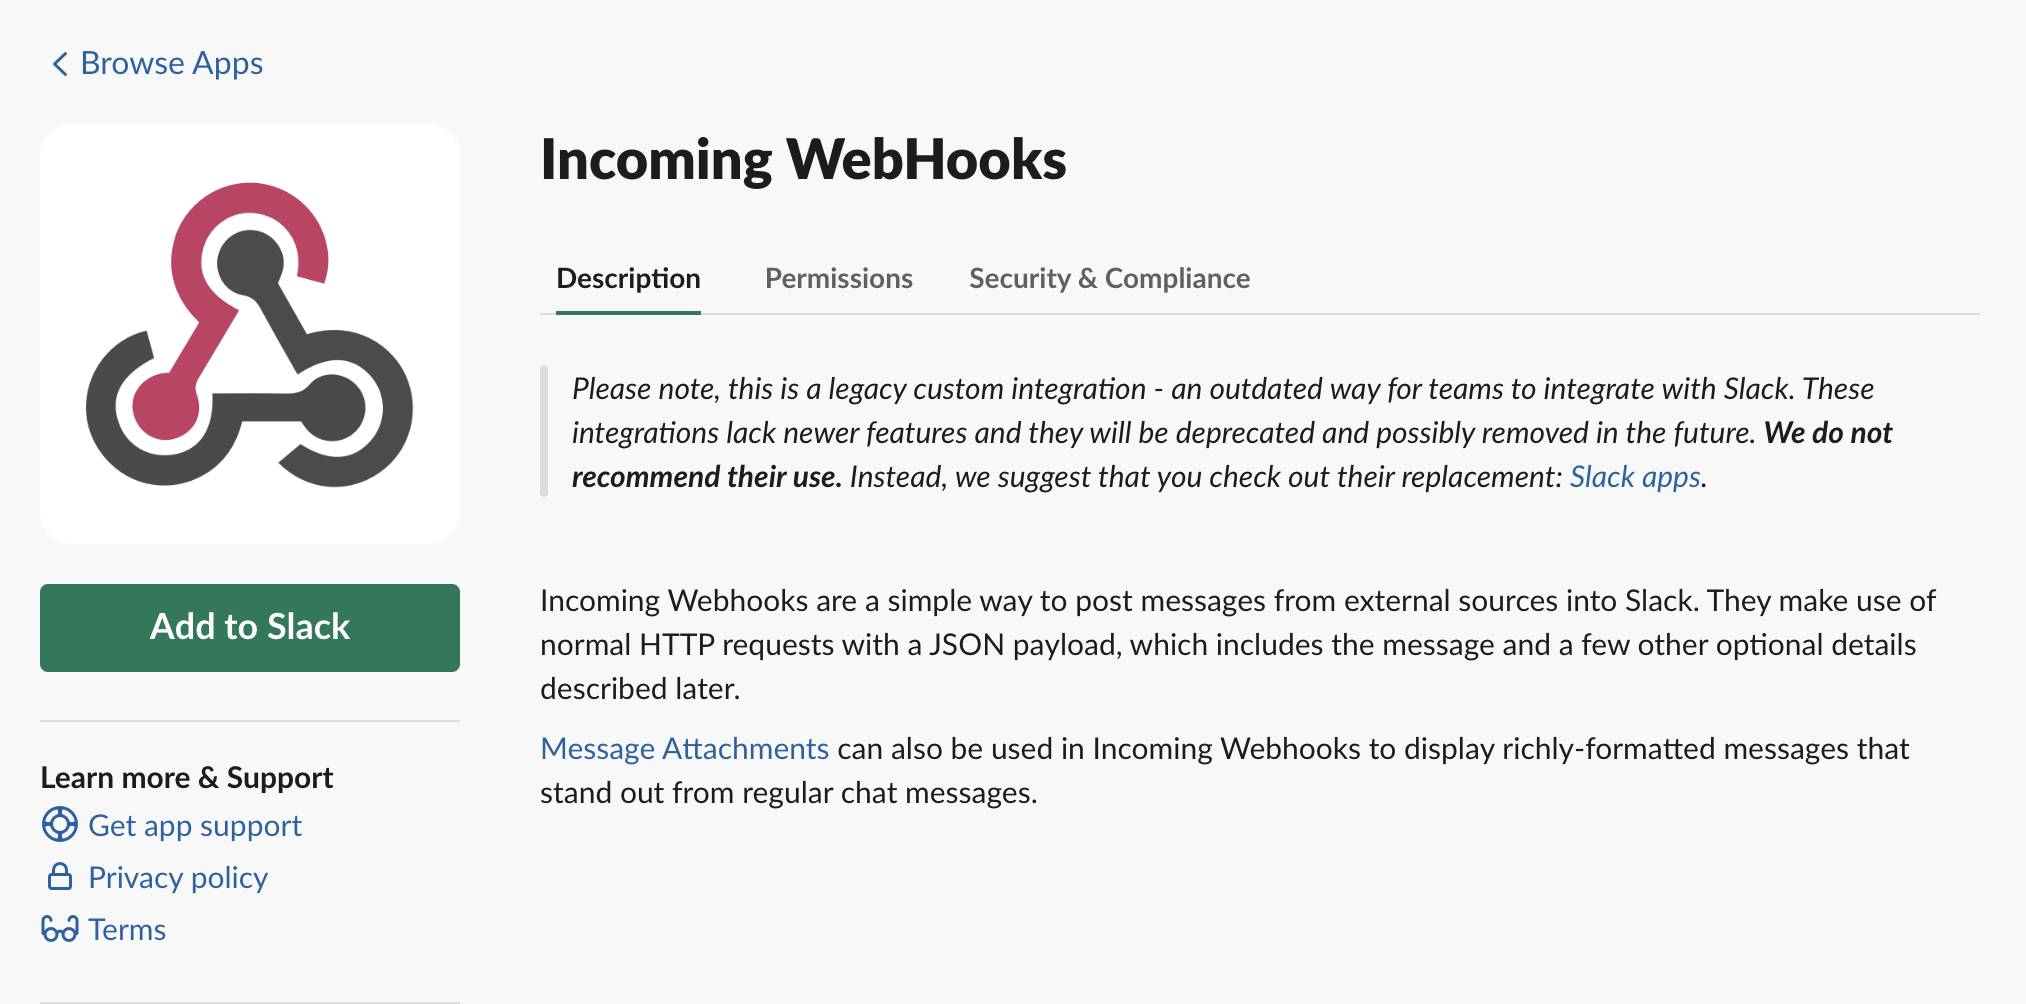 Browse Apps
Incoming WebHooks
Description Permissions Security & Compliance
Please note, this is a legacy custom integration - an outdated way for teams to integrate with Slack. These
integrations lack newer features and they will be deprecated and possibly removed in the future. We do not
recommend their use. Instead, we suggest that you check out their replacement: Slack apps.
Add to Slack
Incoming Webhooks are a simple way to post messages from external sources into Slack. They make use of
normal HTTP requests with a JSON payload, which includes the message and a few other optional details
described later.
Message Attachments can also be used in Incoming Webhooks to display richly-formatted messages that
stand out from regular chat messages.
Learn more & Support
Get app support
Privacy policy
Terms